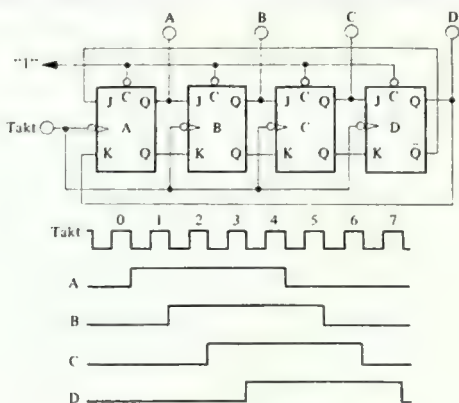 A B C D
"1"
C C C C
J Q J Q J Q J Q
Takt A B C D
K Q K Q K Q K Q̄
0 1 2 3 4 5 6 7
Takt
A
B
C
D